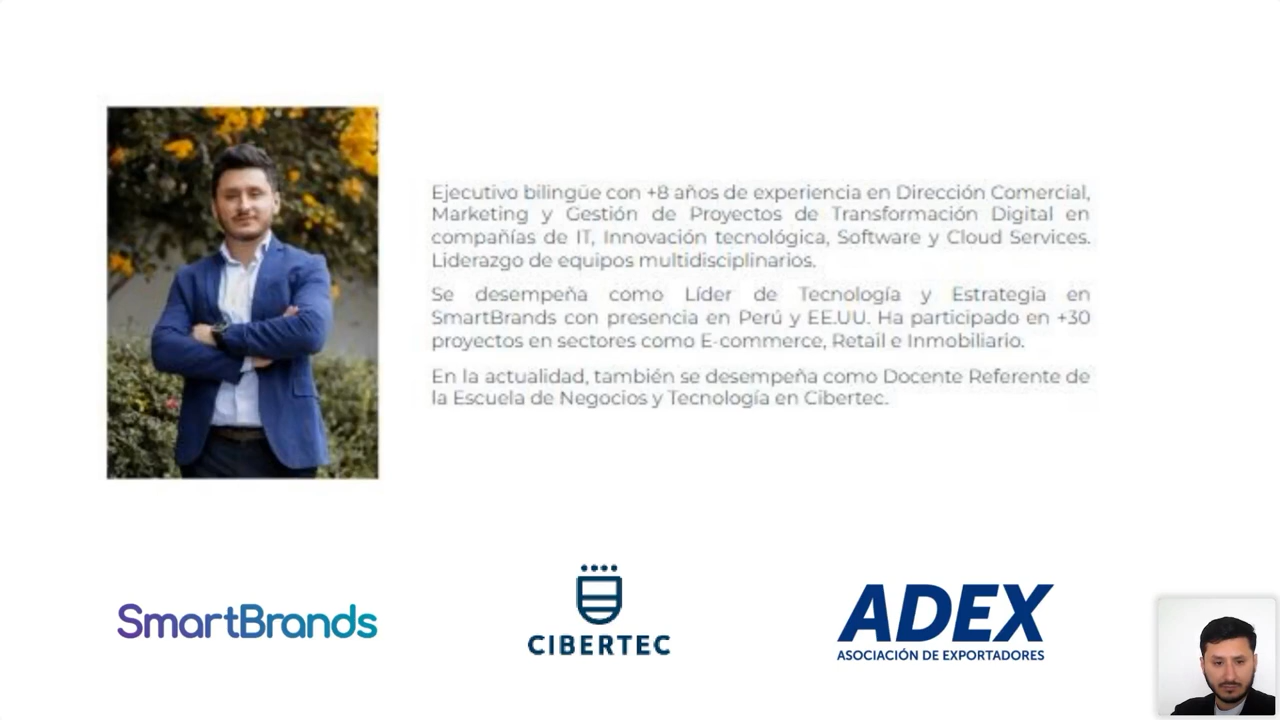 Ejecutivo bilingüe con +8 años de experiencia en Dirección Comercial,
Marketing y Gestión de Proyectos de Transformación Digital en
compañías de IT, Innovación tecnológica, Software y Cloud Services.
Liderazgo de equipos multidisciplinarios.
Se desempeña como Líder de Tecnología y Estrategia en
SmartBrands con presencia en Perú y EE.UU. Ha participado en +30
proyectos en sectores como E-commerce, Retail e Inmobiliario.
En la actualidad, también se desempeña como Docente Referente de
la Escuela de Negocios y Tecnología en Cibertec.
SmartBrands
CIBERTEC
ADEX
ASOCIACIÓN DE EXPORTADORES